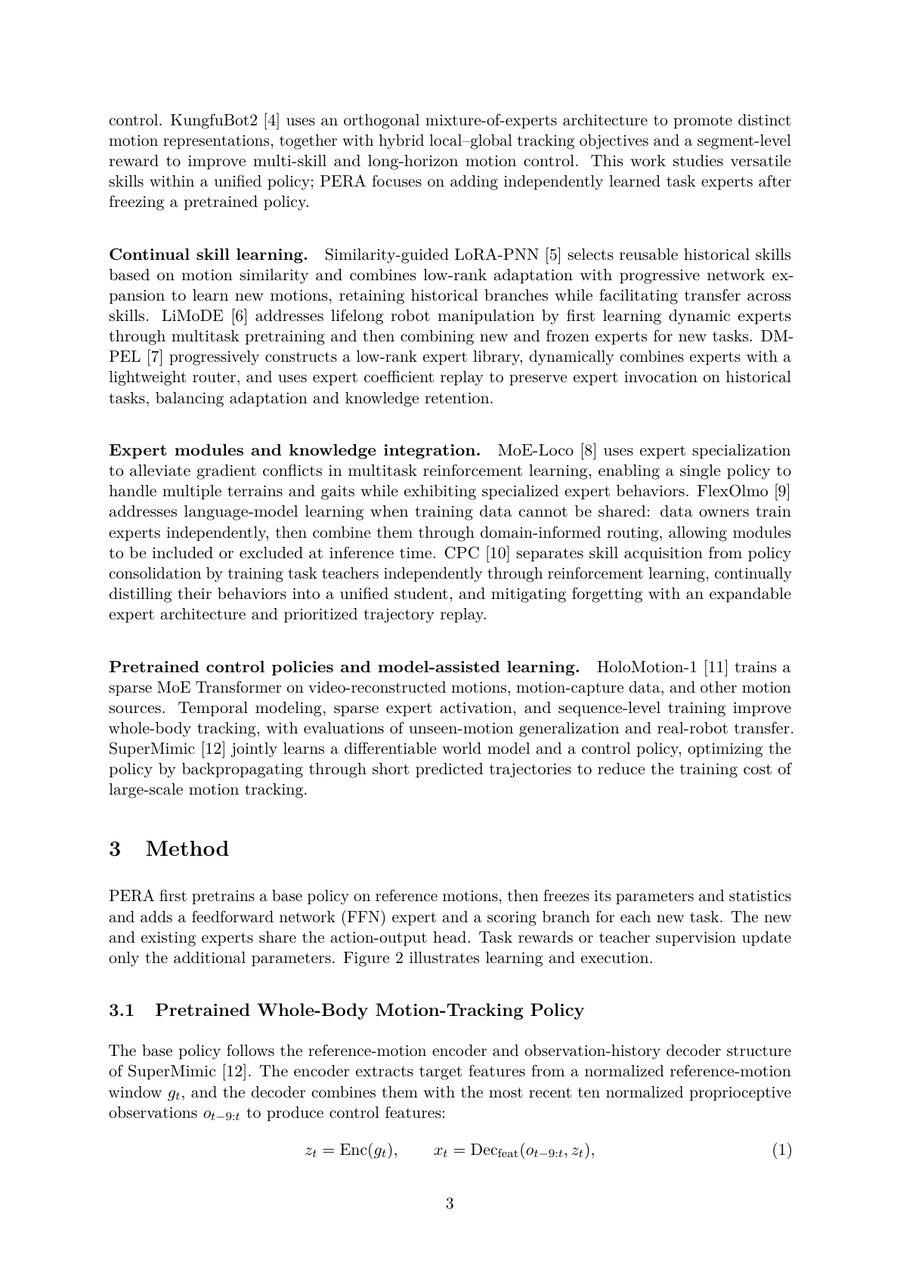 control. KungfuBot2 [4] uses an orthogonal mixture-of-experts architecture to promote distinct
motion representations, together with hybrid local–global tracking objectives and a segment-level
reward to improve multi-skill and long-horizon motion control. This work studies versatile
skills within a unified policy; PERA focuses on adding independently learned task experts after
freezing a pretrained policy.
Continual skill learning. Similarity-guided LoRA-PNN [5] selects reusable historical skills
based on motion similarity and combines low-rank adaptation with progressive network ex-
pansion to learn new motions, retaining historical branches while facilitating transfer across
skills. LiMoDE [6] addresses lifelong robot manipulation by first learning dynamic experts
through multitask pretraining and then combining new and frozen experts for new tasks. DM-
PEL [7] progressively constructs a low-rank expert library, dynamically combines experts with a
lightweight router, and uses expert coefficient replay to preserve expert invocation on historical
tasks, balancing adaptation and knowledge retention.
Expert modules and knowledge integration. MoE-Loco [8] uses expert specialization
to alleviate gradient conflicts in multitask reinforcement learning, enabling a single policy to
handle multiple terrains and gaits while exhibiting specialized expert behaviors. FlexOlmo [9]
addresses language-model learning when training data cannot be shared: data owners train
experts independently, then combine them through domain-informed routing, allowing modules
to be included or excluded at inference time. CPC [10] separates skill acquisition from policy
consolidation by training task teachers independently through reinforcement learning, continually
distilling their behaviors into a unified student, and mitigating forgetting with an expandable
expert architecture and prioritized trajectory replay.
Pretrained control policies and model-assisted learning. HoloMotion-1 [11] trains a
sparse MoE Transformer on video-reconstructed motions, motion-capture data, and other motion
sources. Temporal modeling, sparse expert activation, and sequence-level training improve
whole-body tracking, with evaluations of unseen-motion generalization and real-robot transfer.
SuperMimic [12] jointly learns a differentiable world model and a control policy, optimizing the
policy by backpropagating through short predicted trajectories to reduce the training cost of
large-scale motion tracking.
3 Method
PERA first pretrains a base policy on reference motions, then freezes its parameters and statistics
and adds a feedforward network (FFN) expert and a scoring branch for each new task. The new
and existing experts share the action-output head. Task rewards or teacher supervision update
only the additional parameters. Figure 2 illustrates learning and execution.
3.1 Pretrained Whole-Body Motion-Tracking Policy
The base policy follows the reference-motion encoder and observation-history decoder structure
of SuperMimic [12]. The encoder extracts target features from a normalized reference-motion
window g_t, and the decoder combines them with the most recent ten normalized proprioceptive
observations o_{t−9:t} to produce control features:
z_t = Enc(g_t), x_t = Dec_{feat}(o_{t−9:t}, z_t), (1)
3